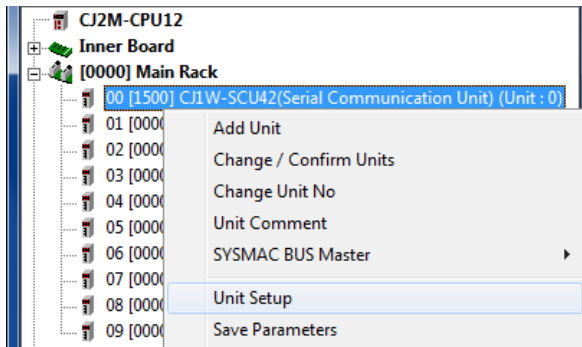 CJ2M-CPU12
Inner Board
[0000] Main Rack
00 [1500] CJ1W-SCU42(Serial Communication Unit) (Unit : 0)
01 [0000
Add Unit
02 [0000
Change / Confirm Units
03 [0000
Change Unit No
04 [0000
05 [0000
Unit Comment
06 [0000
SYSMAC BUS Master
07 [0000
08 [0000
Unit Setup
09 [0000
Save Parameters